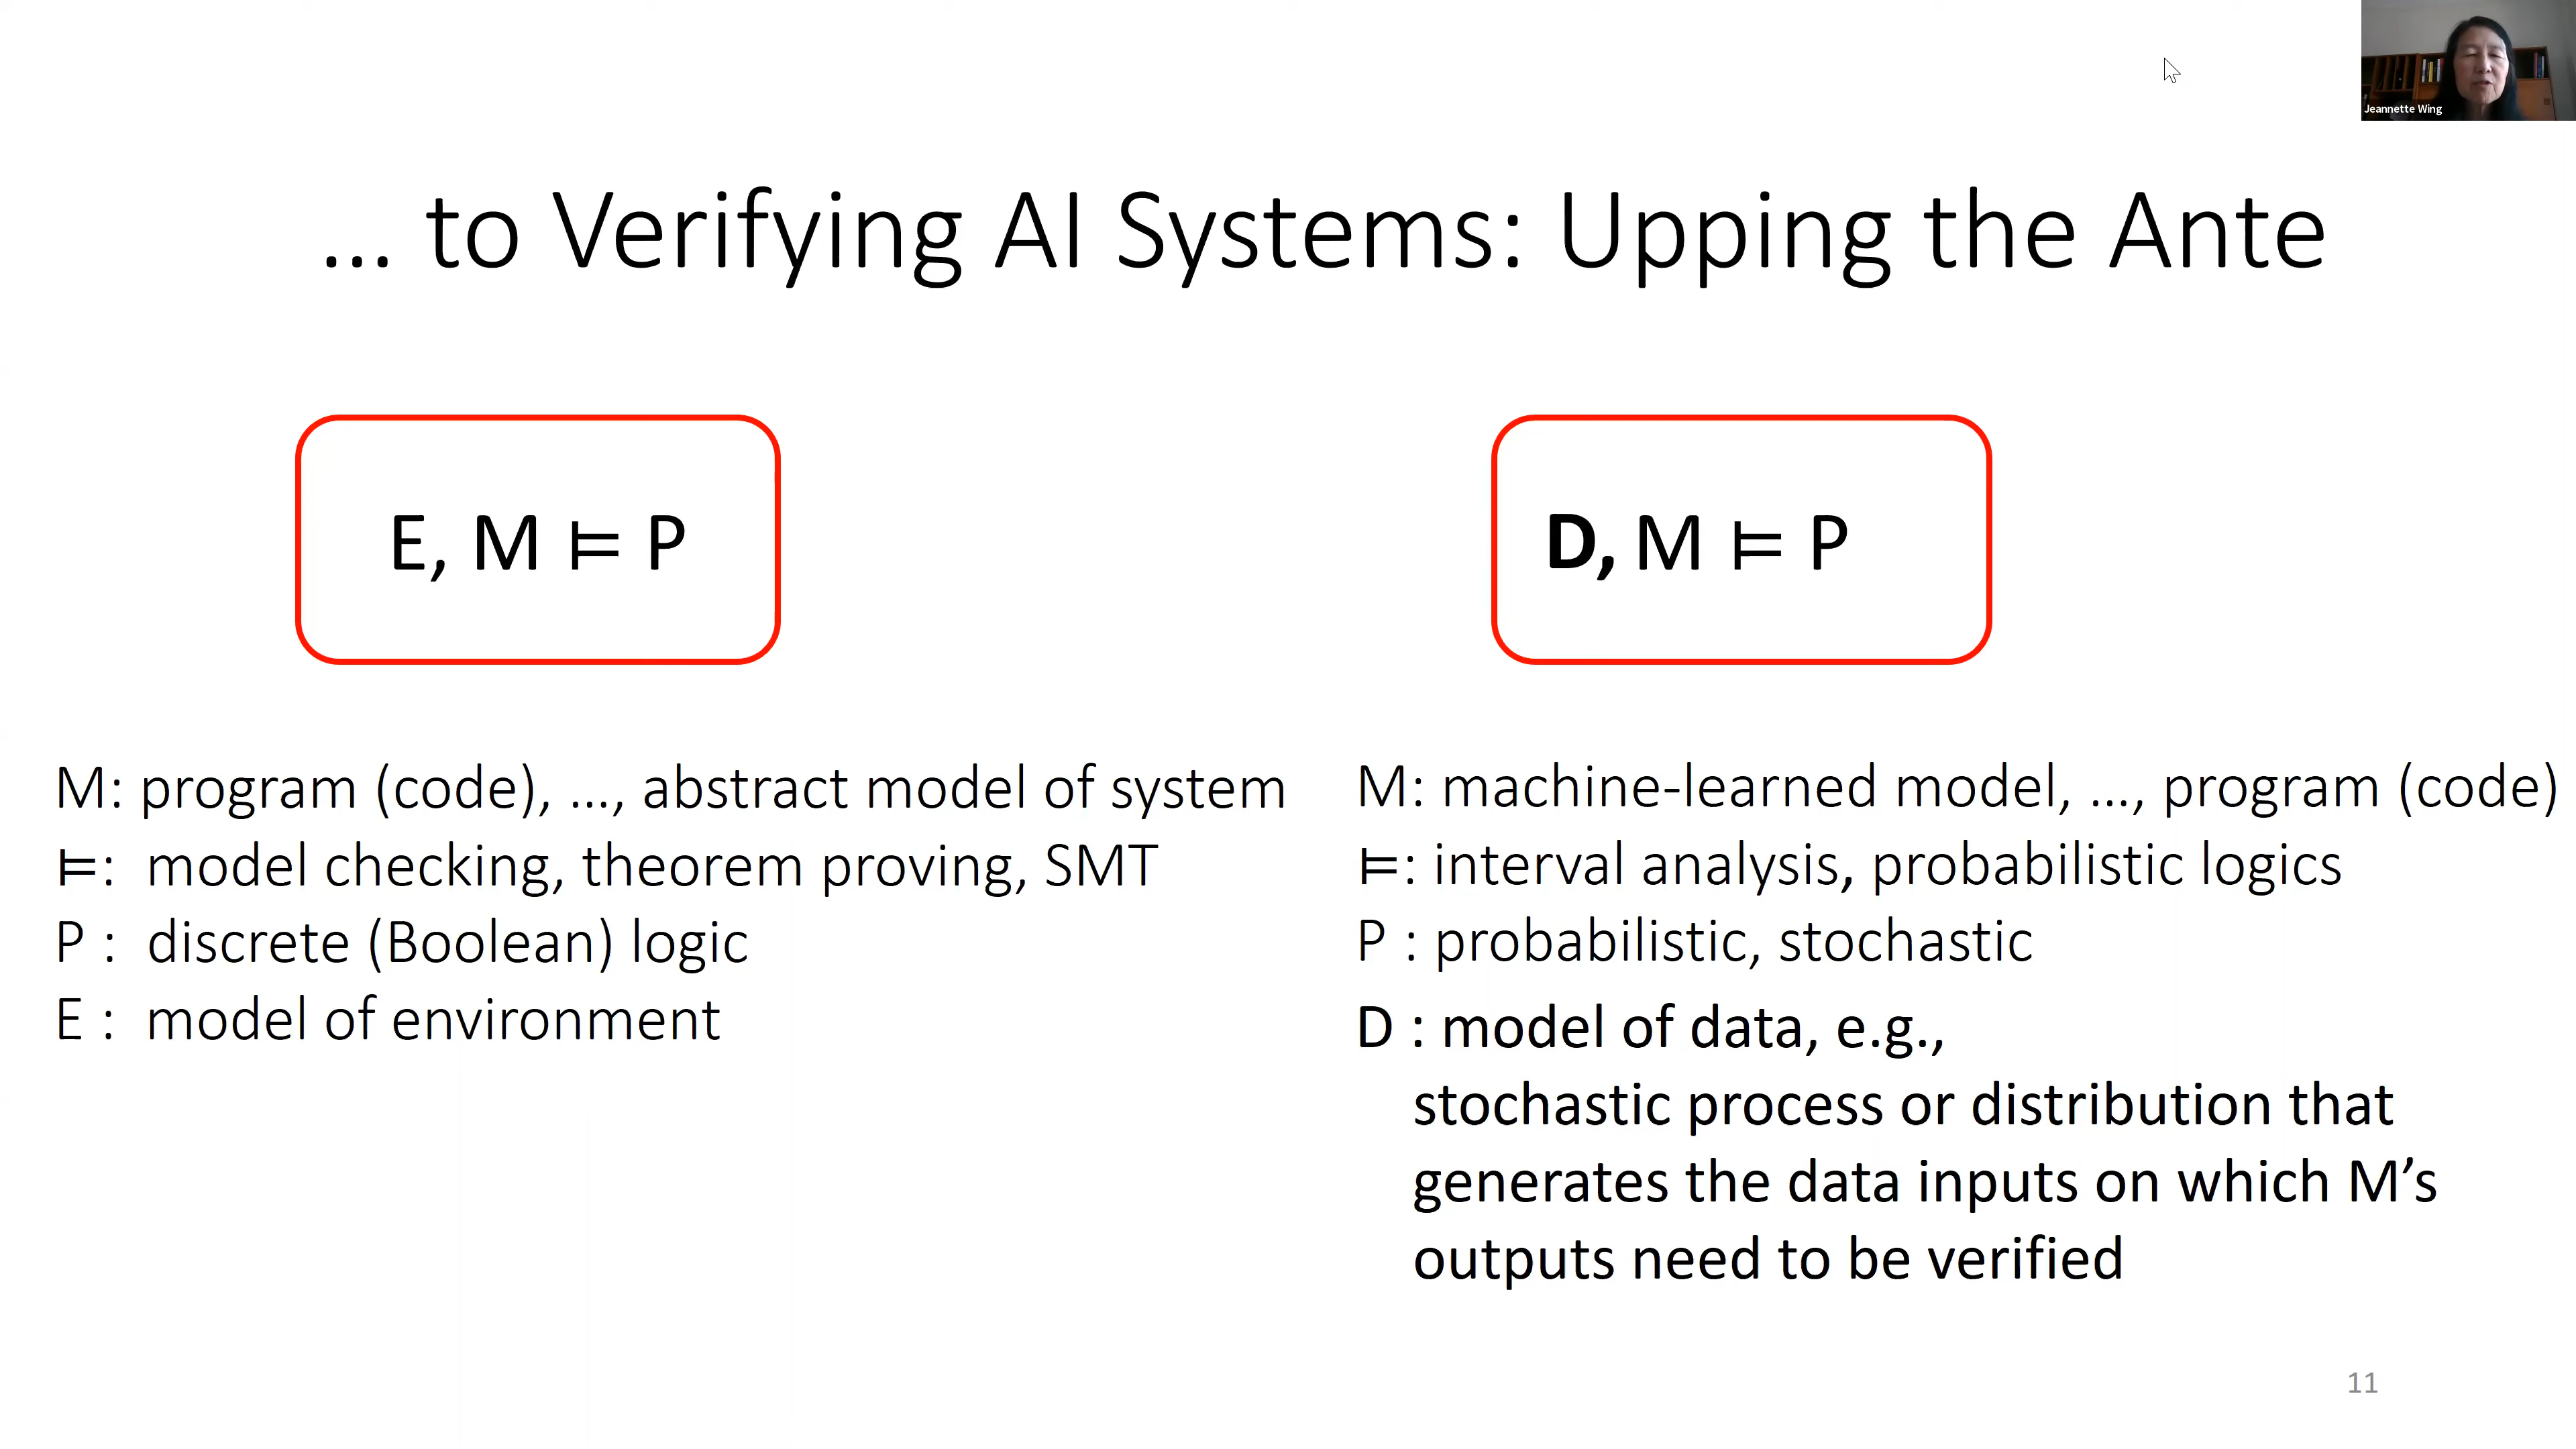 Jeannette Wing
... to Verifying AI Systems: Upping the Ante
E, M ⊨ P
D, M ⊨ P
M: program (code), ..., abstract model of system
⊨: model checking, theorem proving, SMT
P : discrete (Boolean) logic
E : model of environment
M: machine-learned model, ..., program (code)
⊨: interval analysis, probabilistic logics
P : probabilistic, stochastic
D : model of data, e.g.,
stochastic process or distribution that
generates the data inputs on which M’s
outputs need to be verified
11